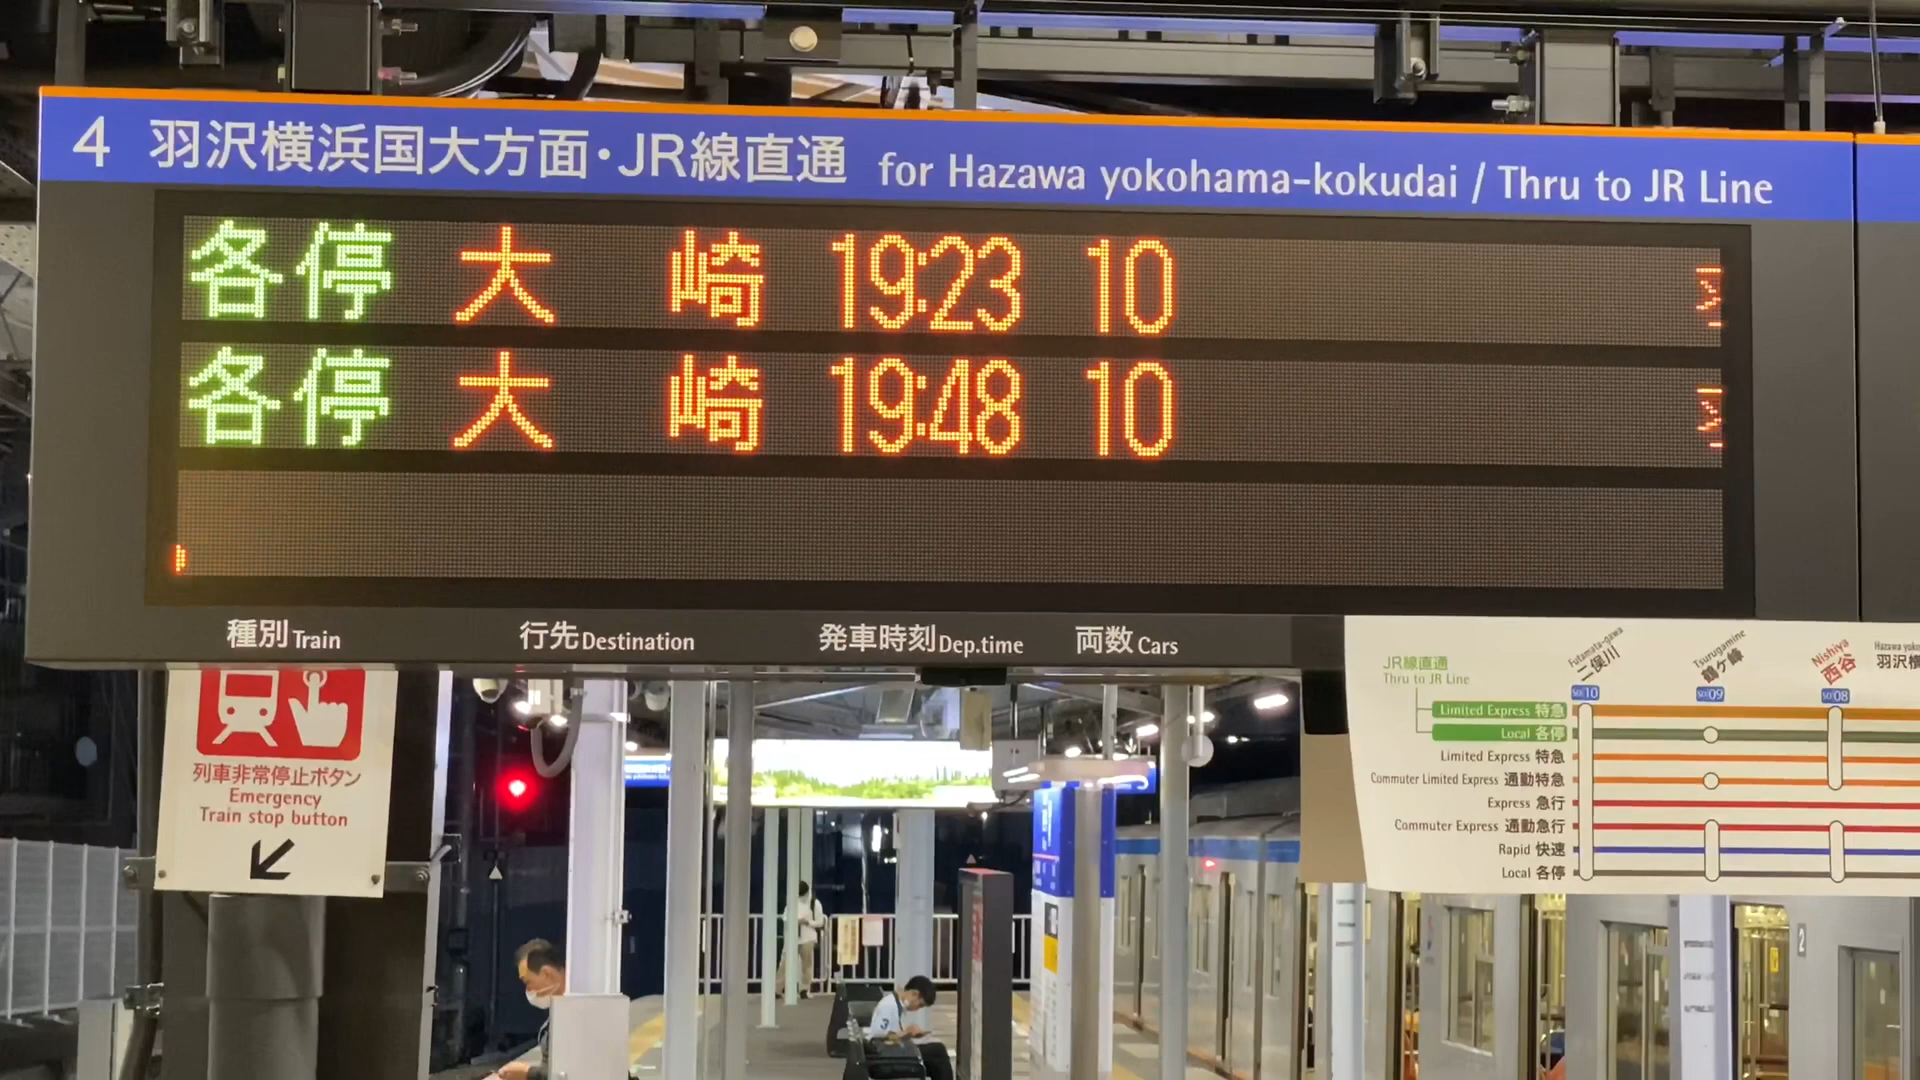 4 羽沢横浜国大方面・JR線直通 for Hazawa yokohama-kokudai / Thru to JR Line
各停 大崎 19:23 10
各停 大崎 19:48 10
種別 Train 行先 Destination 発車時刻 Dep.time 両数 Cars
列車非常停止ボタン
Emergency
Train stop button
JR線直通
Thru to JR Line
Futamata-gawa
二俣川
Tsurugamine
鶴ケ峰
Nishiya
西谷
SO10 SO09 SO08
Limited Express 特急
Local 各停
Limited Express 特急
Commuter Limited Express 通勤特急
Express 急行
Commuter Express 通勤急行
Rapid 快速
Local 各停
2
3